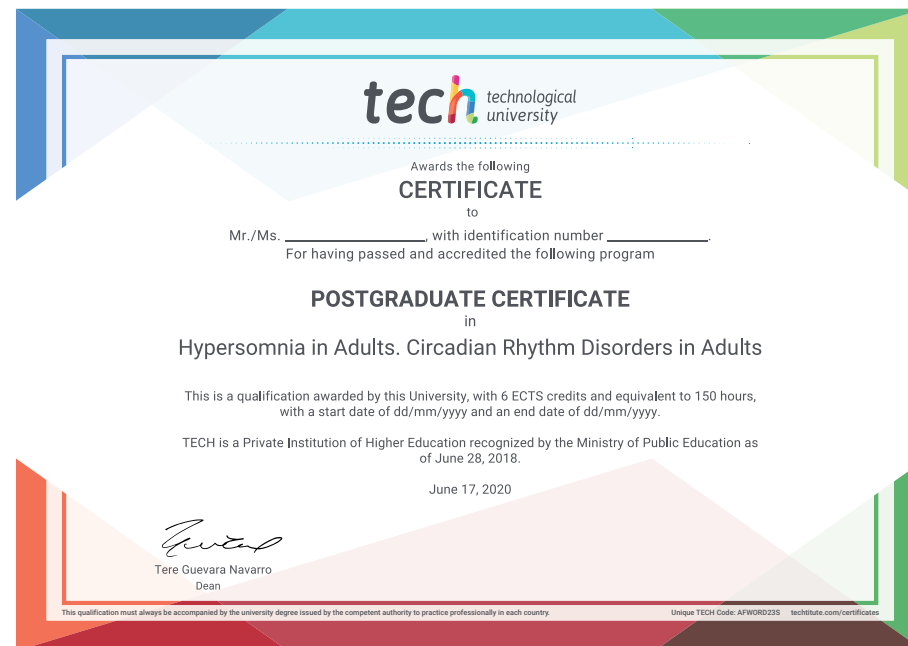 tech technological
university
Awards the following
CERTIFICATE
to
Mr./Ms. ____________________, with identification number ______________.
For having passed and accredited the following program
POSTGRADUATE CERTIFICATE
in
Hypersomnia in Adults. Circadian Rhythm Disorders in Adults
This is a qualification awarded by this University, with 6 ECTS credits and equivalent to 150 hours,
with a start date of dd/mm/yyyy and an end date of dd/mm/yyyy.
TECH is a Private Institution of Higher Education recognized by the Ministry of Public Education as
of June 28, 2018.
June 17, 2020
Tere Guevara Navarro
Dean
This qualification must always be accompanied by the university degree issued by the competent authority to practice professionally in each country. Unique TECH Code: AFWORD23S techtitute.com/certificates